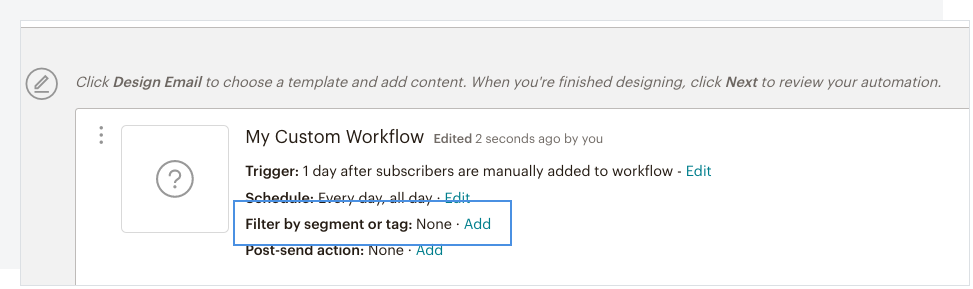 Click Design Email to choose a template and add content. When you're finished designing, click Next to review your automation.
My Custom Workflow Edited 2 seconds ago by you
Trigger: 1 day after subscribers are manually added to workflow - Edit
Schedule: Every day, all day · Edit
Filter by segment or tag: None · Add
Post-send action: None · Add